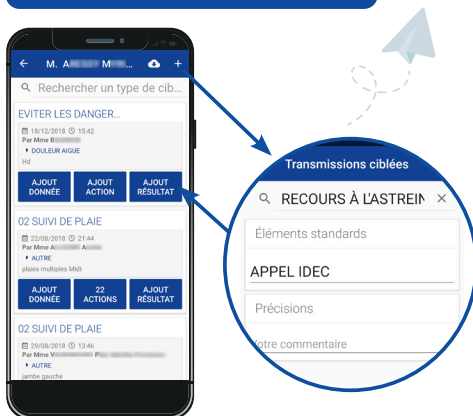 M. A M ...
Rechercher un type de cib...
EVITER LES DANGER...
18/12/2018 15:42
Par Mme B
DOULEUR AIGUE
Hd
AJOUT DONNÉE
AJOUT ACTION
AJOUT RÉSULTAT
02 SUIVI DE PLAIE
22/08/2018 21:44
Par Mme A
AUTRE
plaies multiples Midt
AJOUT DONNÉE
22 ACTIONS
AJOUT RÉSULTAT
02 SUIVI DE PLAIE
29/08/2018 13:46
Par Mme V P
AUTRE
jambe gauche
Transmissions ciblées
RECOURS À L'ASTREIN
Éléments standards
APPEL IDEC
Précisions
Votre commentaire